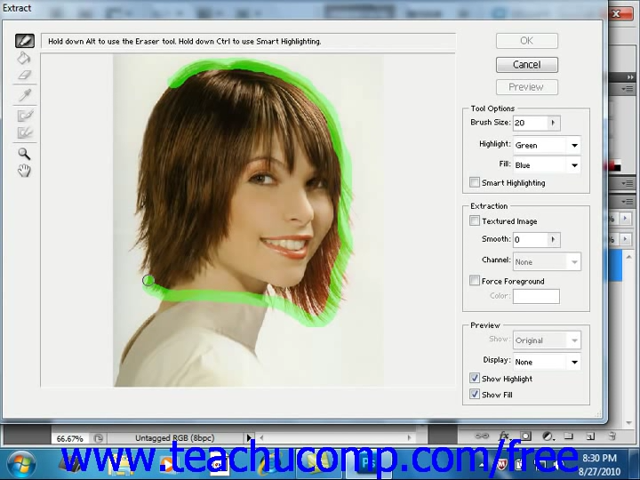 Extract
Hold down Alt to use the Eraser tool. Hold down Ctrl to use Smart Highlighting.
OK
Cancel
Preview
Tool Options
Brush Size: 20
Highlight: Green
Fill: Blue
Smart Highlighting
Extraction
Textured Image
Smooth: 0
Channel: None
Force Foreground
Color:
Preview
Show: Original
Display: None
Show Highlight
Show Fill
66.67%
Untagged RGB (8bpc)
fx
www.teachucomp.com/free
8:30 PM
8/27/2010